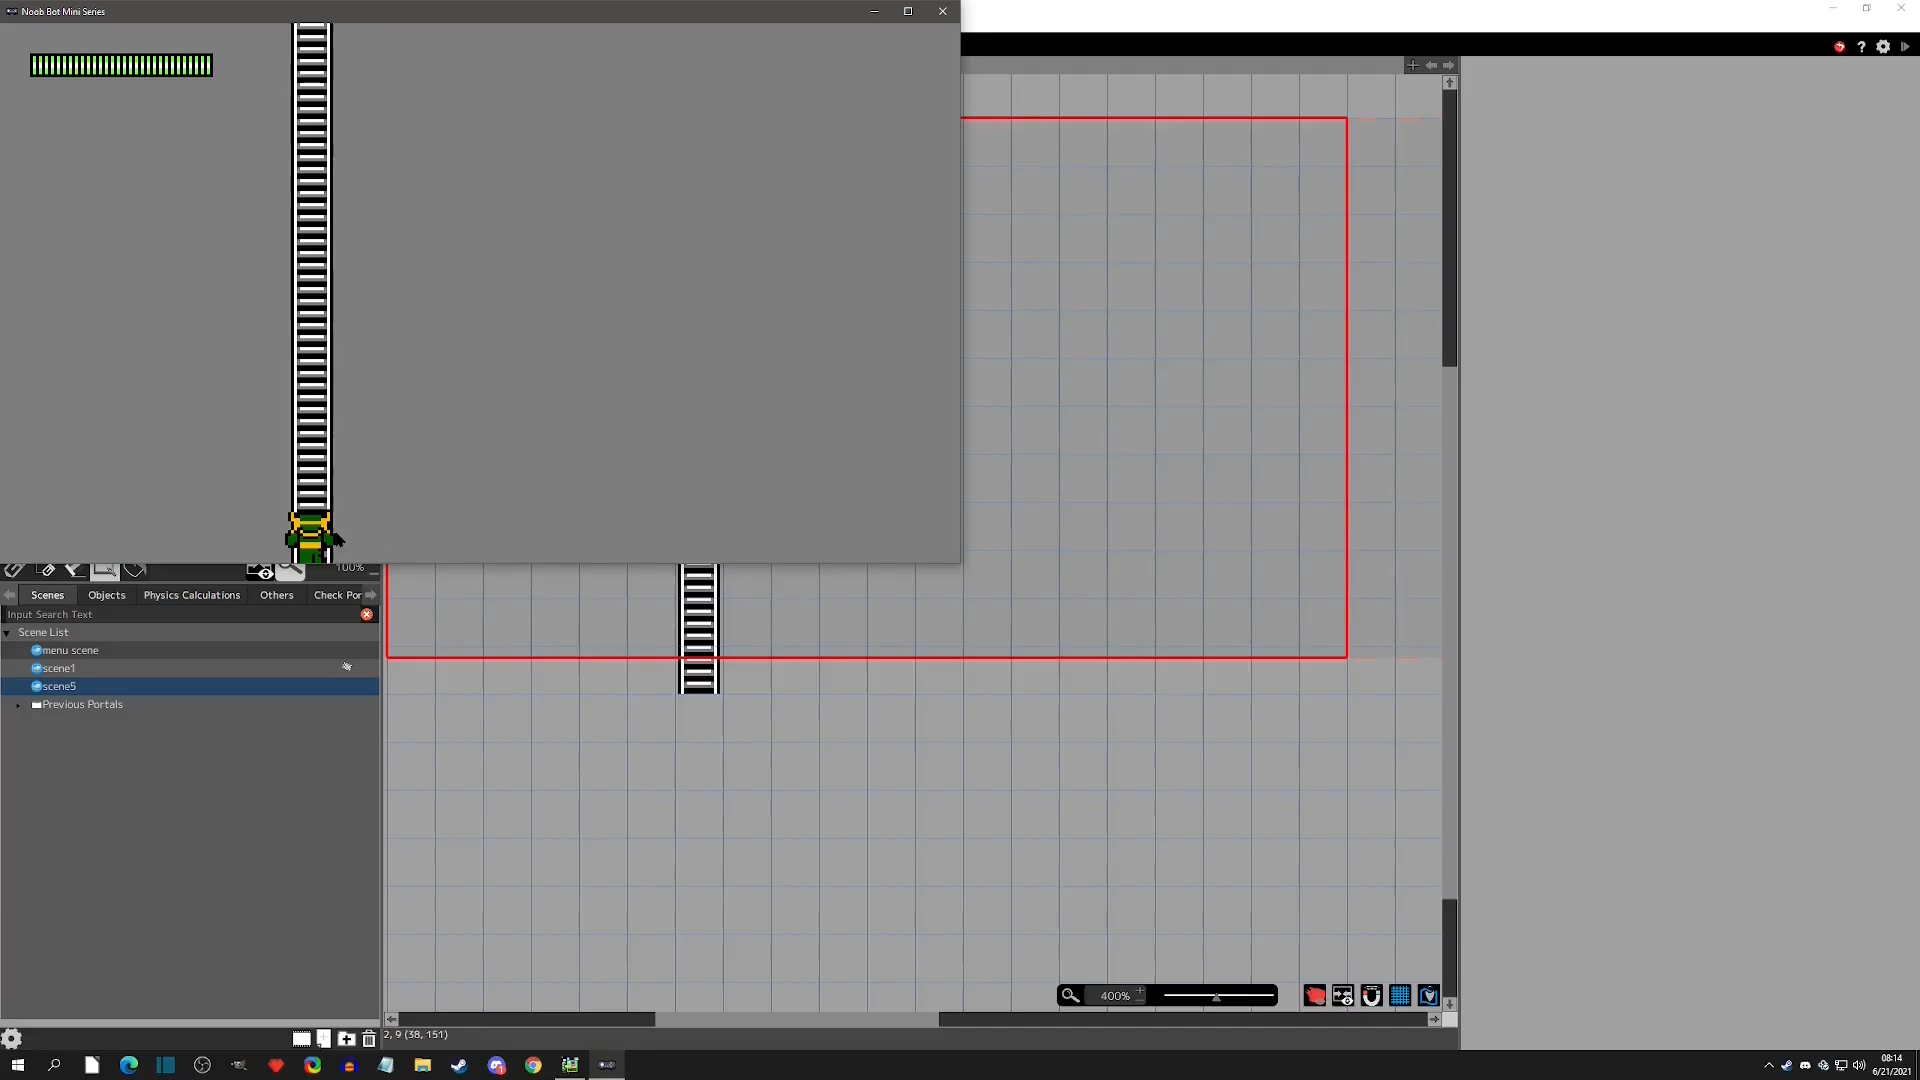 Noob Bot Mini Series
100%
Scenes Objects Physics Calculations Others Check Por
Input Search Text
Scene List
menu scene
scene1
scene5
Previous Portals
400%
2, 9 (38, 151)
08:14
6/21/2021